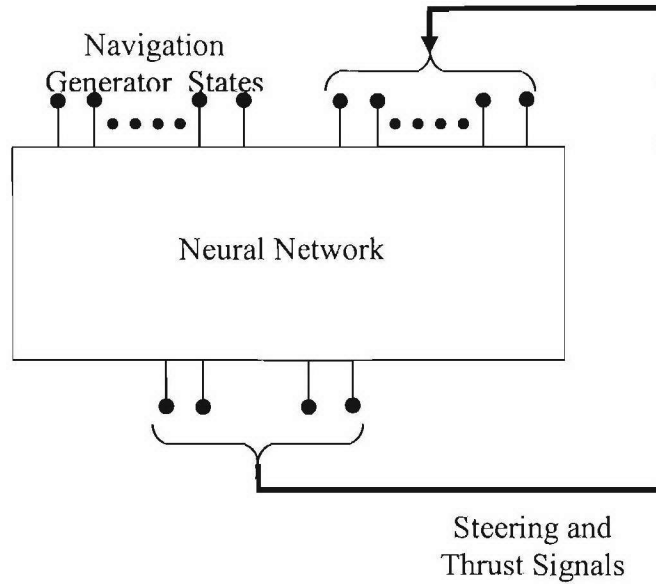 Navigation
Generator States
Neural Network
Steering and
Thrust Signals